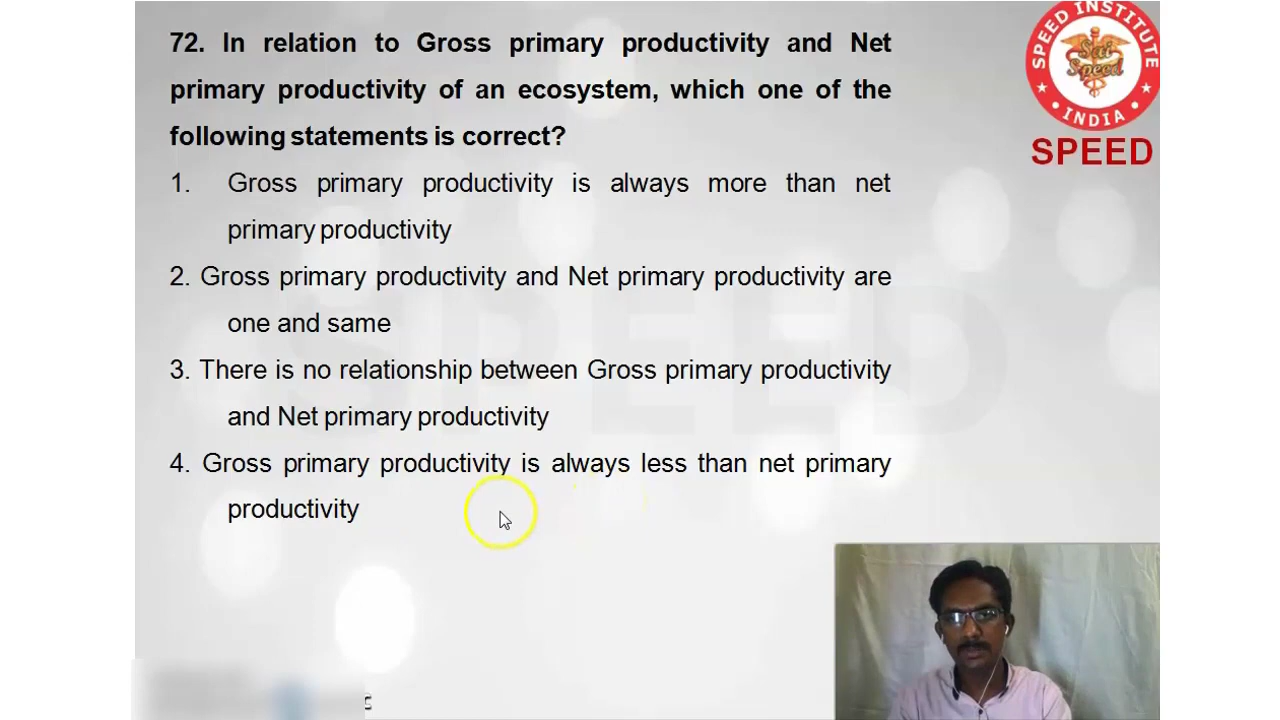 72. In relation to Gross primary productivity and Net
primary productivity of an ecosystem, which one of the
following statements is correct?
1. Gross primary productivity is always more than net
primary productivity
2. Gross primary productivity and Net primary productivity are
one and same
3. There is no relationship between Gross primary productivity
and Net primary productivity
4. Gross primary productivity is always less than net primary
productivity
SPEED INSTITUTE
Sai
Speed
INDIA
SPEED
SPEED